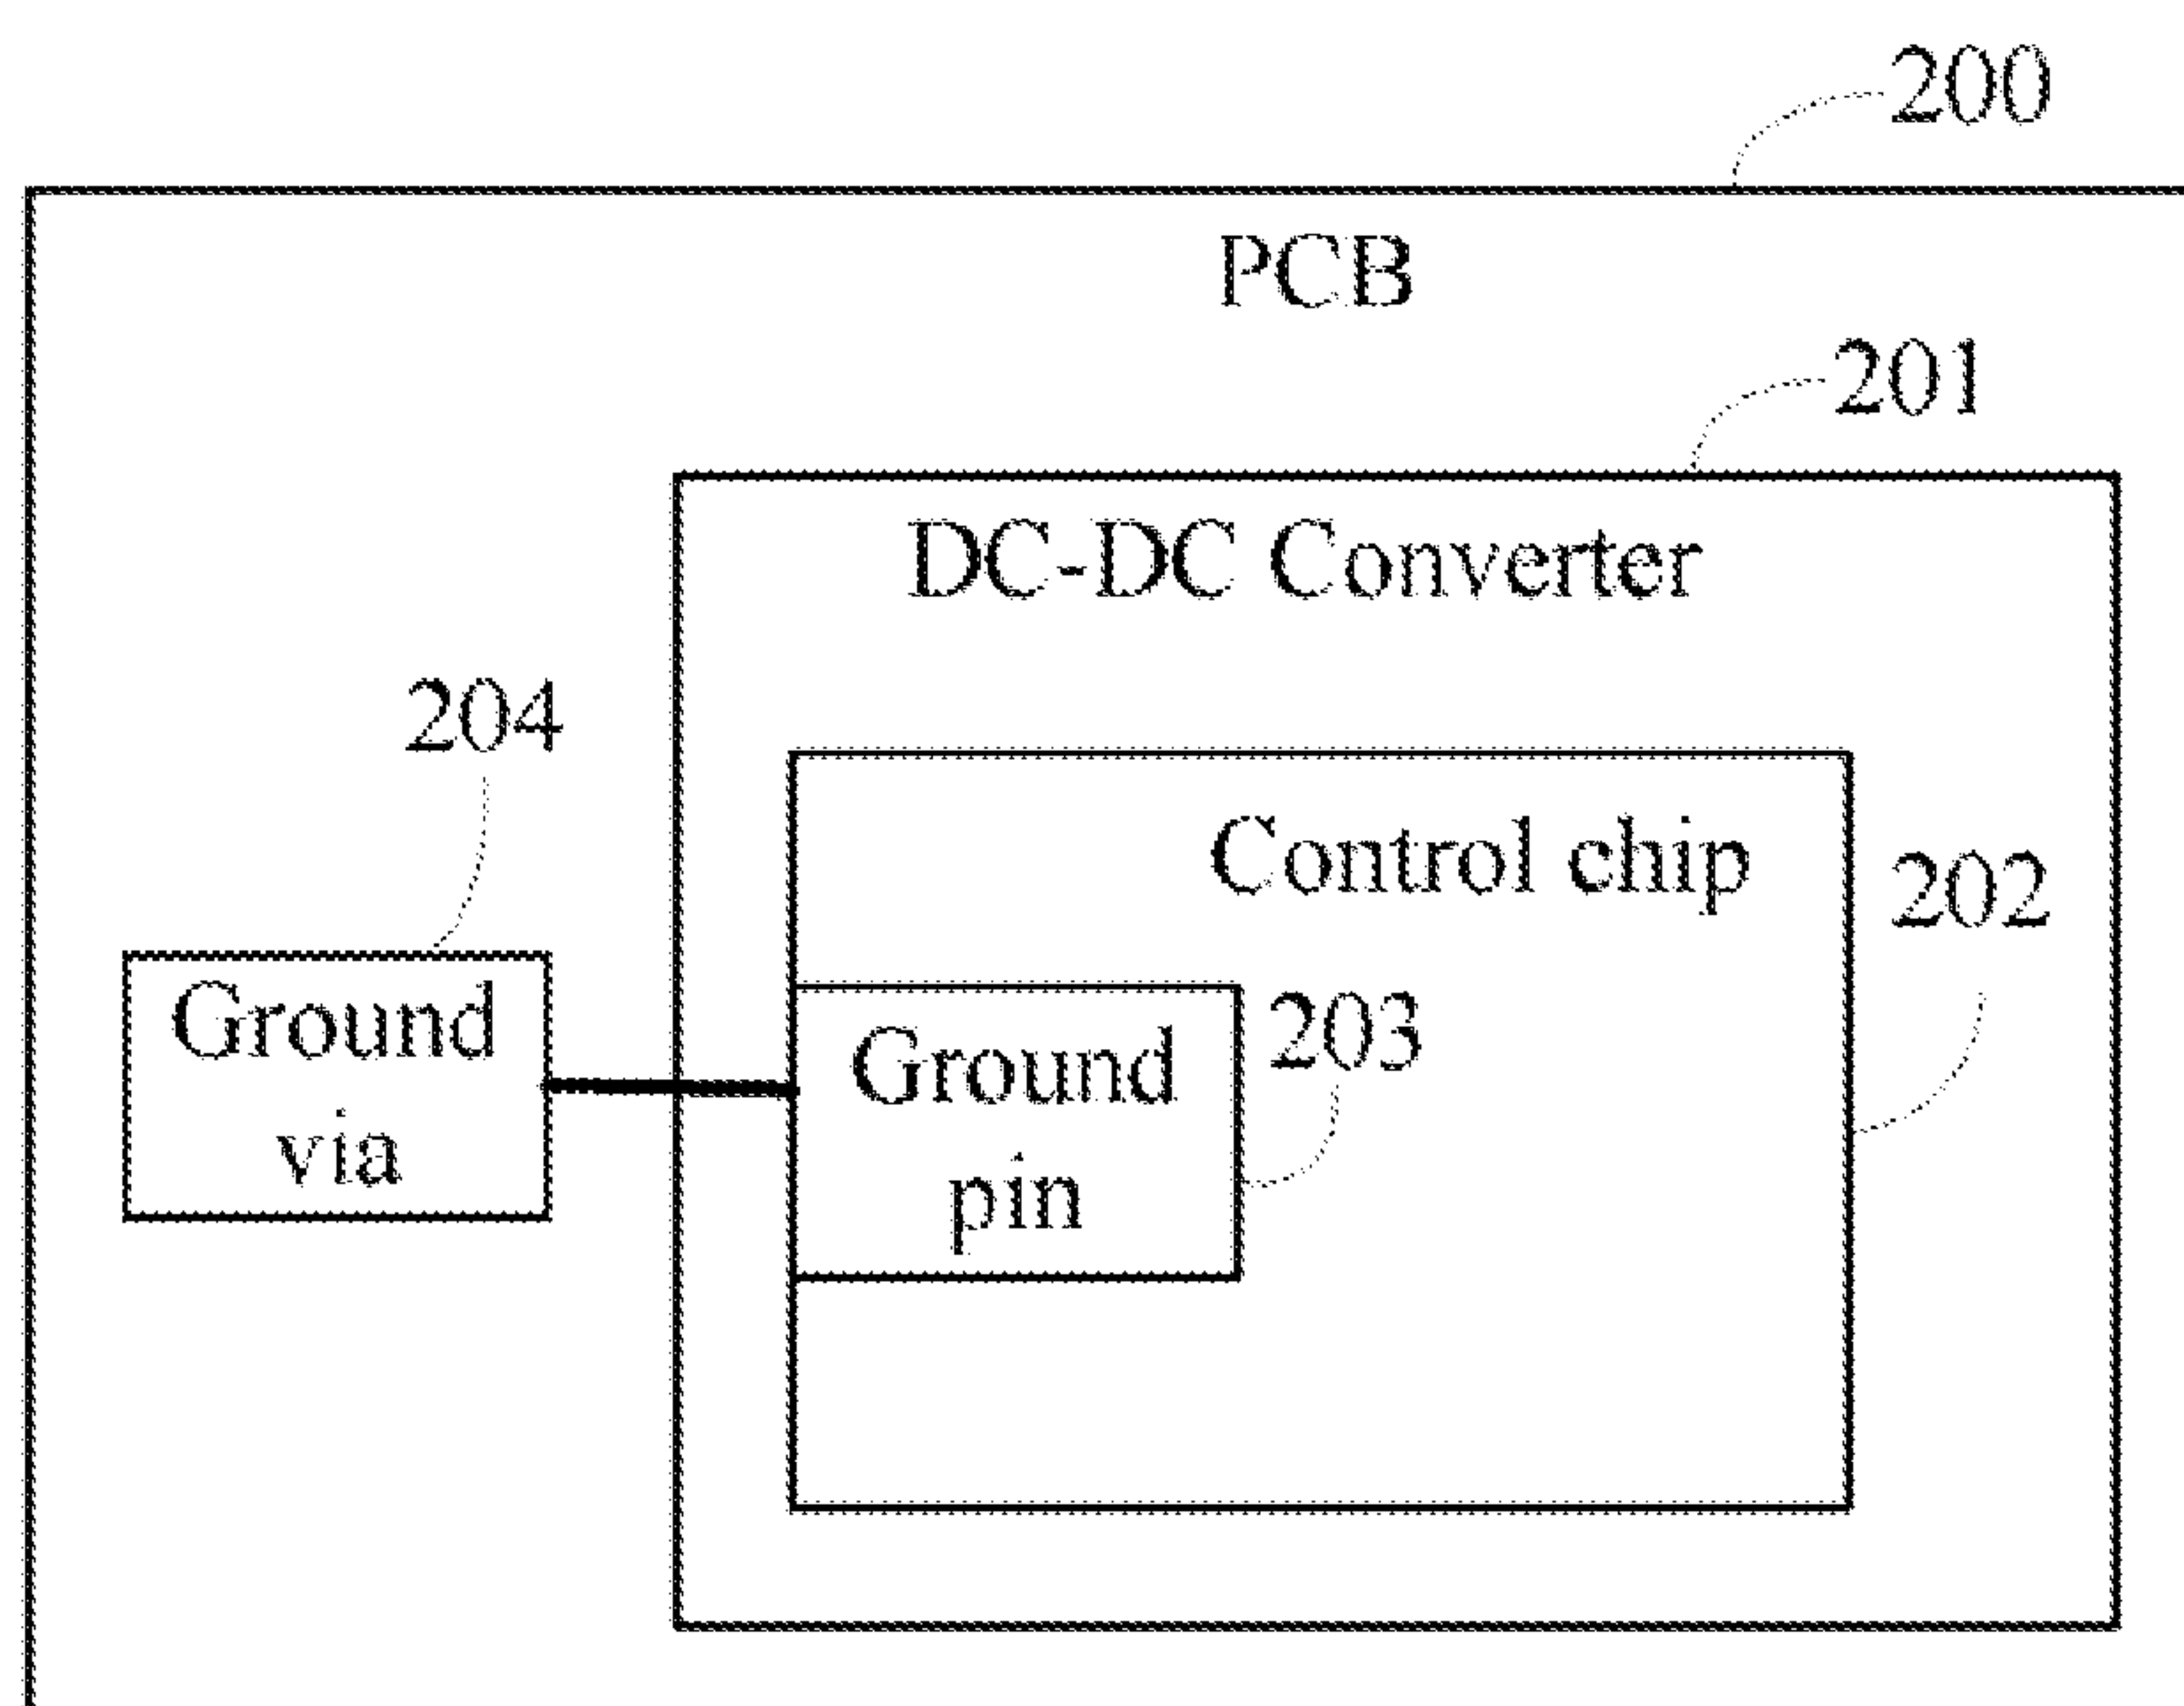 200
PCB
201
DC-DC Converter
204
Control chip
202
Ground
via
203
Ground
pin